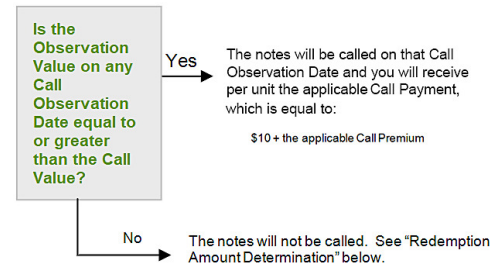 Is the
Observation
Value on any
Call
Observation
Date equal to
or greater
than the Call
Value?
Yes
The notes will be called on that Call
Observation Date and you will receive
per unit the applicable Call Payment,
which is equal to:
$10 + the applicable Call Premium
No
The notes will not be called. See “Redemption
Amount Determination” below.